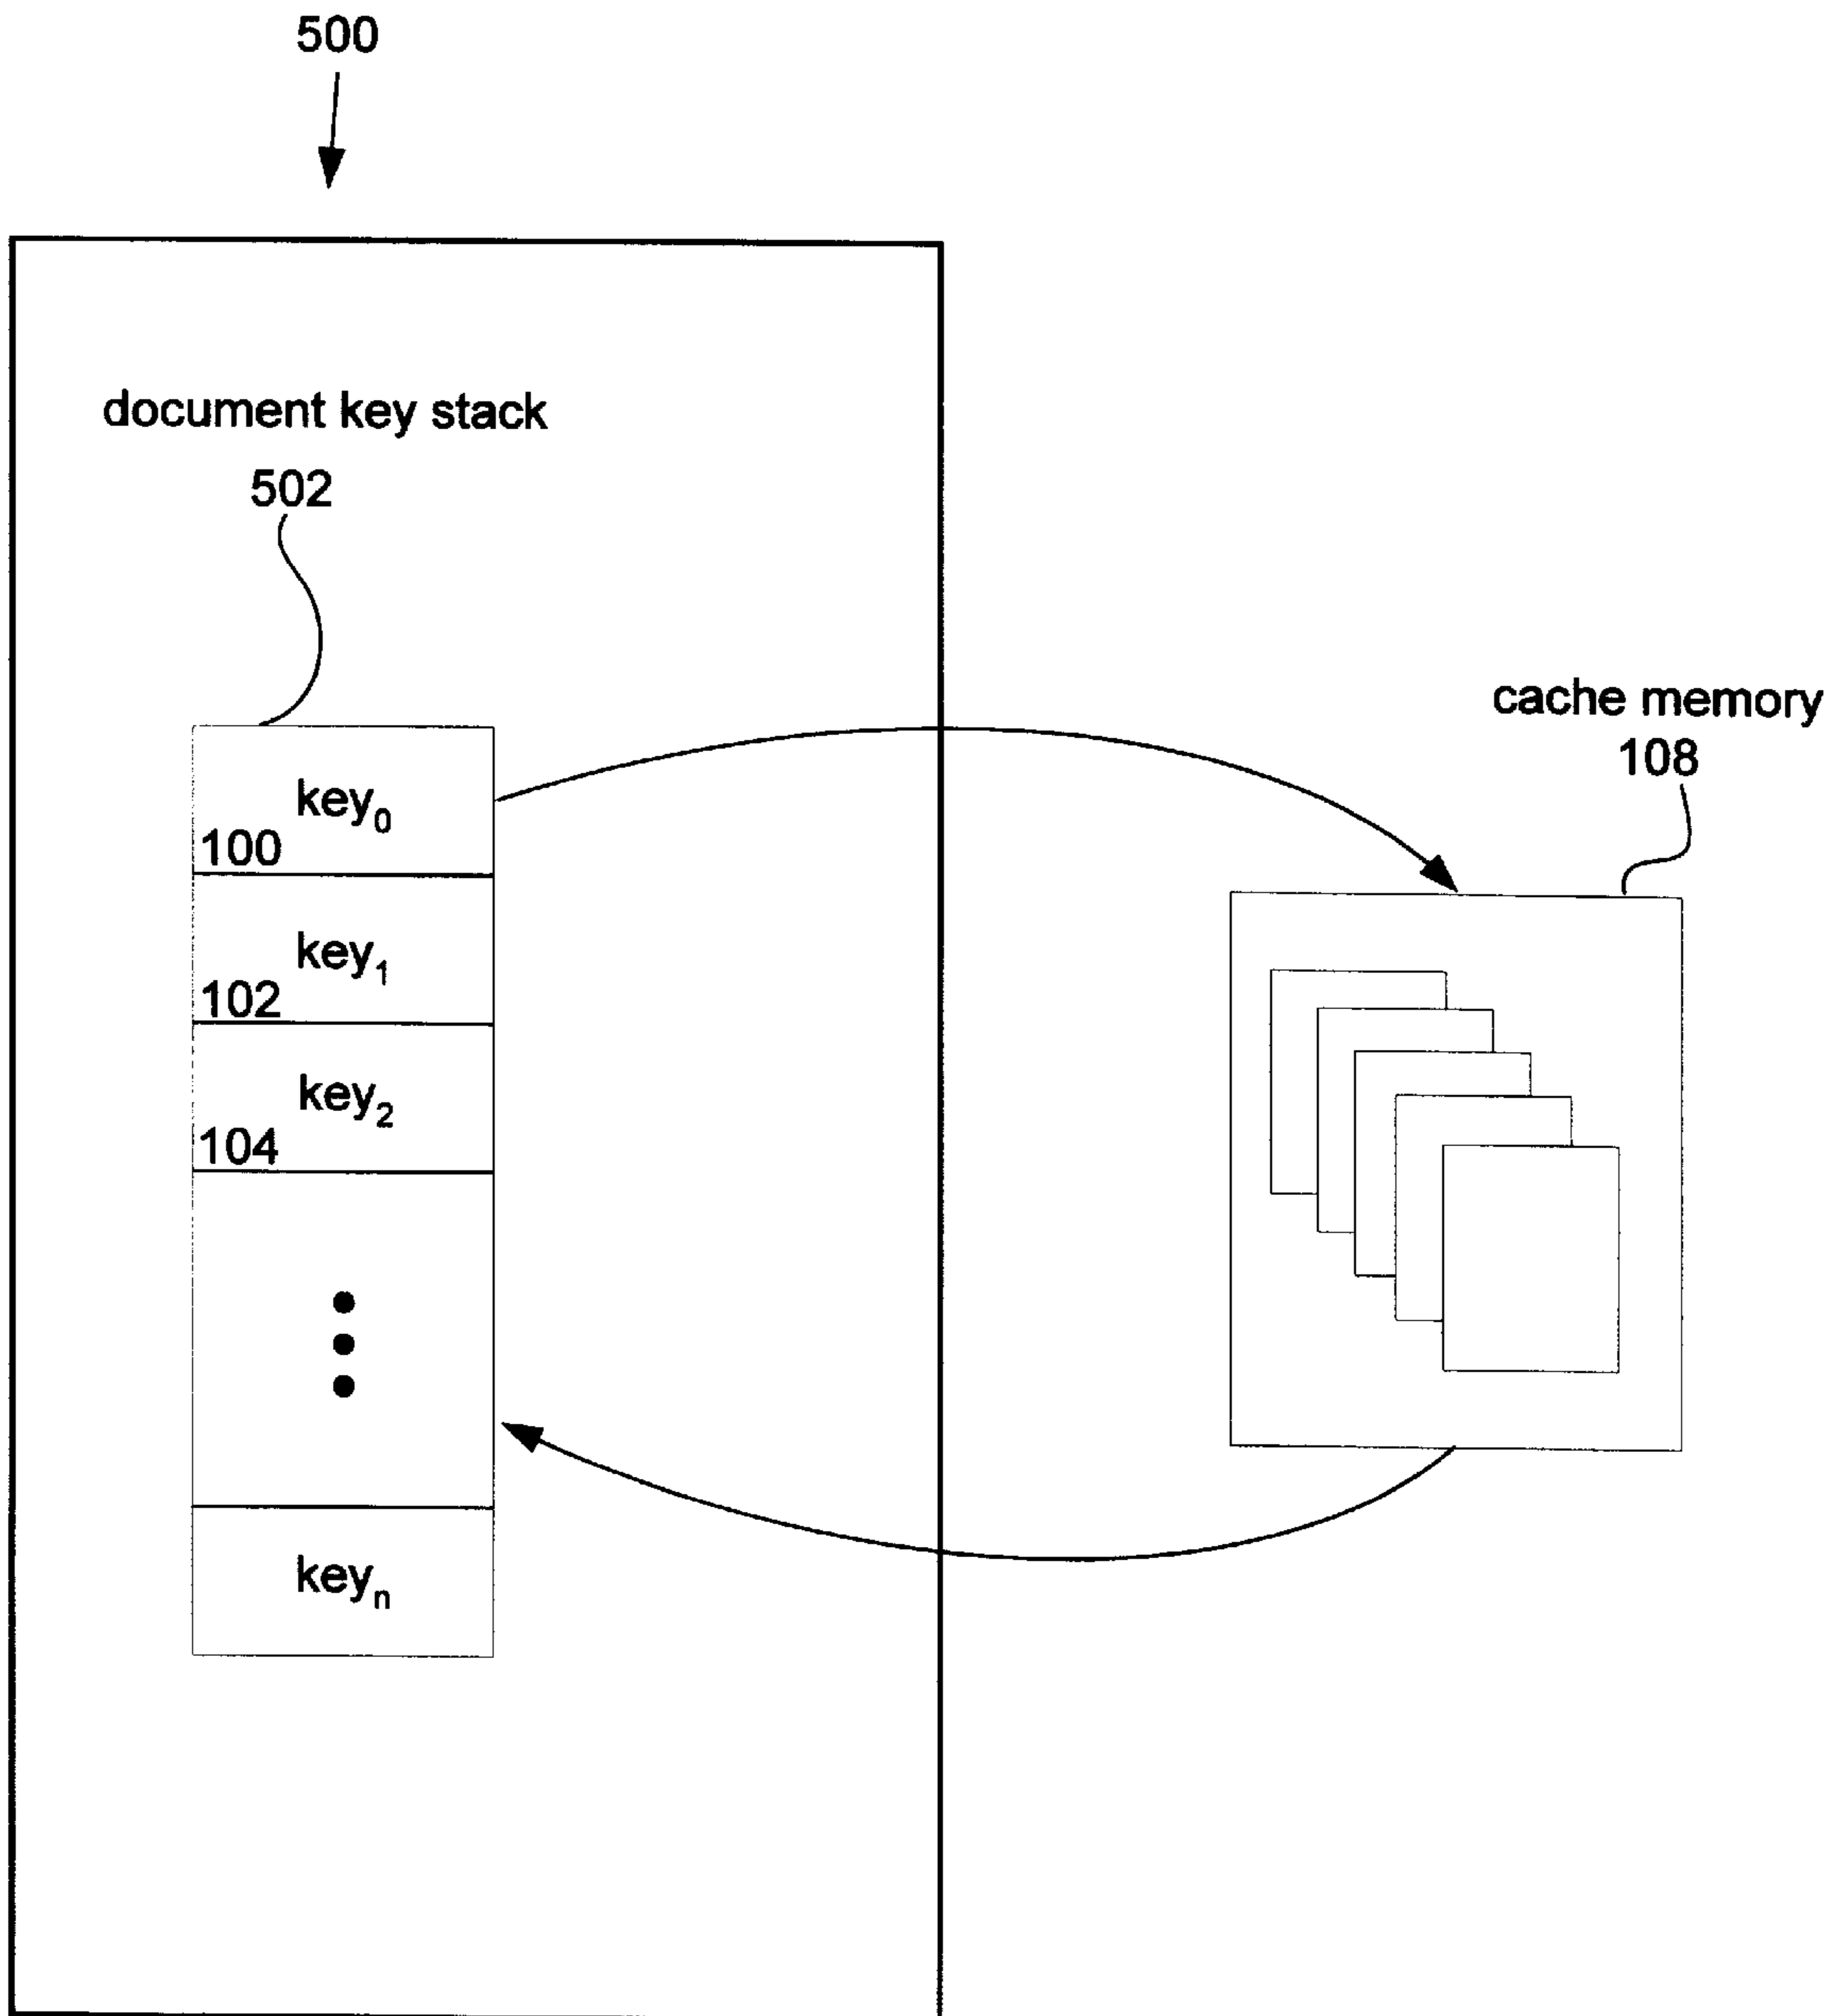 500
document key stack
502
cache memory
108
key₀
100
key₁
102
key₂
104
keyₙ